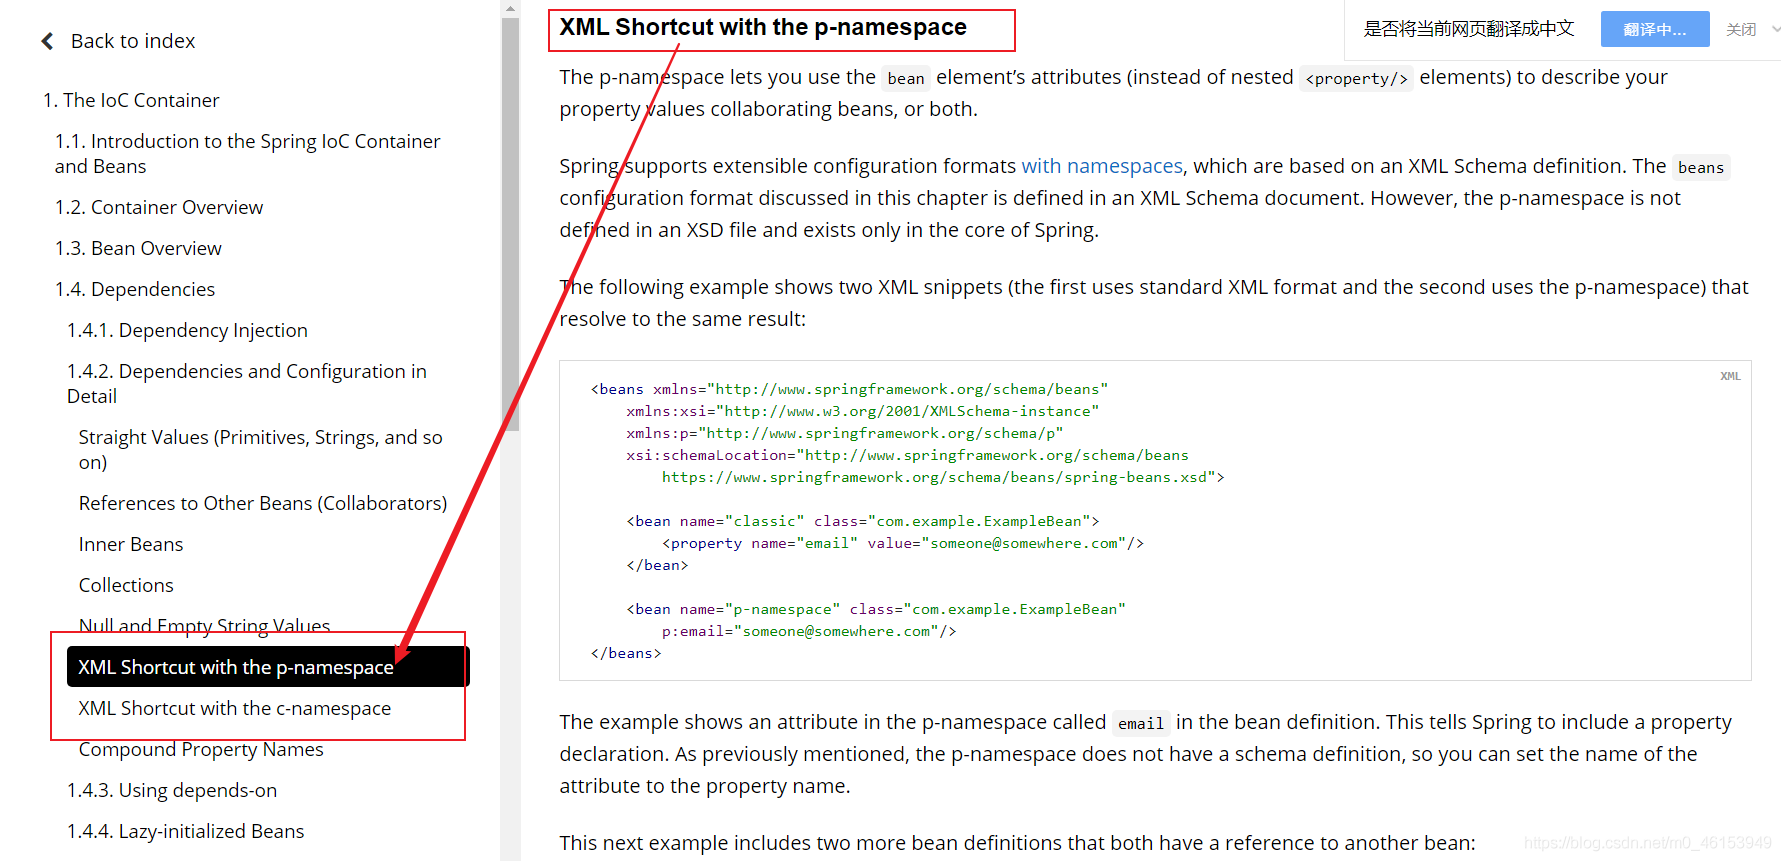 Back to index
1. The IoC Container
1.1. Introduction to the Spring IoC Container
and Beans
1.2. Container Overview
1.3. Bean Overview
1.4. Dependencies
1.4.1. Dependency Injection
1.4.2. Dependencies and Configuration in
Detail
Straight Values (Primitives, Strings, and so
on)
References to Other Beans (Collaborators)
Inner Beans
Collections
Null and Empty String Values
XML Shortcut with the p-namespace
XML Shortcut with the c-namespace
Compound Property Names
1.4.3. Using depends-on
1.4.4. Lazy-initialized Beans
XML Shortcut with the p-namespace
是否将当前网页翻译成中文 翻译中... 关闭
The p-namespace lets you use the bean element’s attributes (instead of nested <property/> elements) to describe your
property values collaborating beans, or both.
Spring supports extensible configuration formats with namespaces, which are based on an XML Schema definition. The beans
configuration format discussed in this chapter is defined in an XML Schema document. However, the p-namespace is not
defined in an XSD file and exists only in the core of Spring.
The following example shows two XML snippets (the first uses standard XML format and the second uses the p-namespace) that
resolve to the same result:
XML
<beans xmlns="http://www.springframework.org/schema/beans"
xmlns:xsi="http://www.w3.org/2001/XMLSchema-instance"
xmlns:p="http://www.springframework.org/schema/p"
xsi:schemaLocation="http://www.springframework.org/schema/beans
https://www.springframework.org/schema/beans/spring-beans.xsd">
<bean name="classic" class="com.example.ExampleBean">
<property name="email" value="someone@somewhere.com"/>
</bean>
<bean name="p-namespace" class="com.example.ExampleBean"
p:email="someone@somewhere.com"/>
</beans>
The example shows an attribute in the p-namespace called email in the bean definition. This tells Spring to include a property
declaration. As previously mentioned, the p-namespace does not have a schema definition, so you can set the name of the
attribute to the property name.
This next example includes two more bean definitions that both have a reference to another bean:
https://blog.csdn.net/m0_46153949